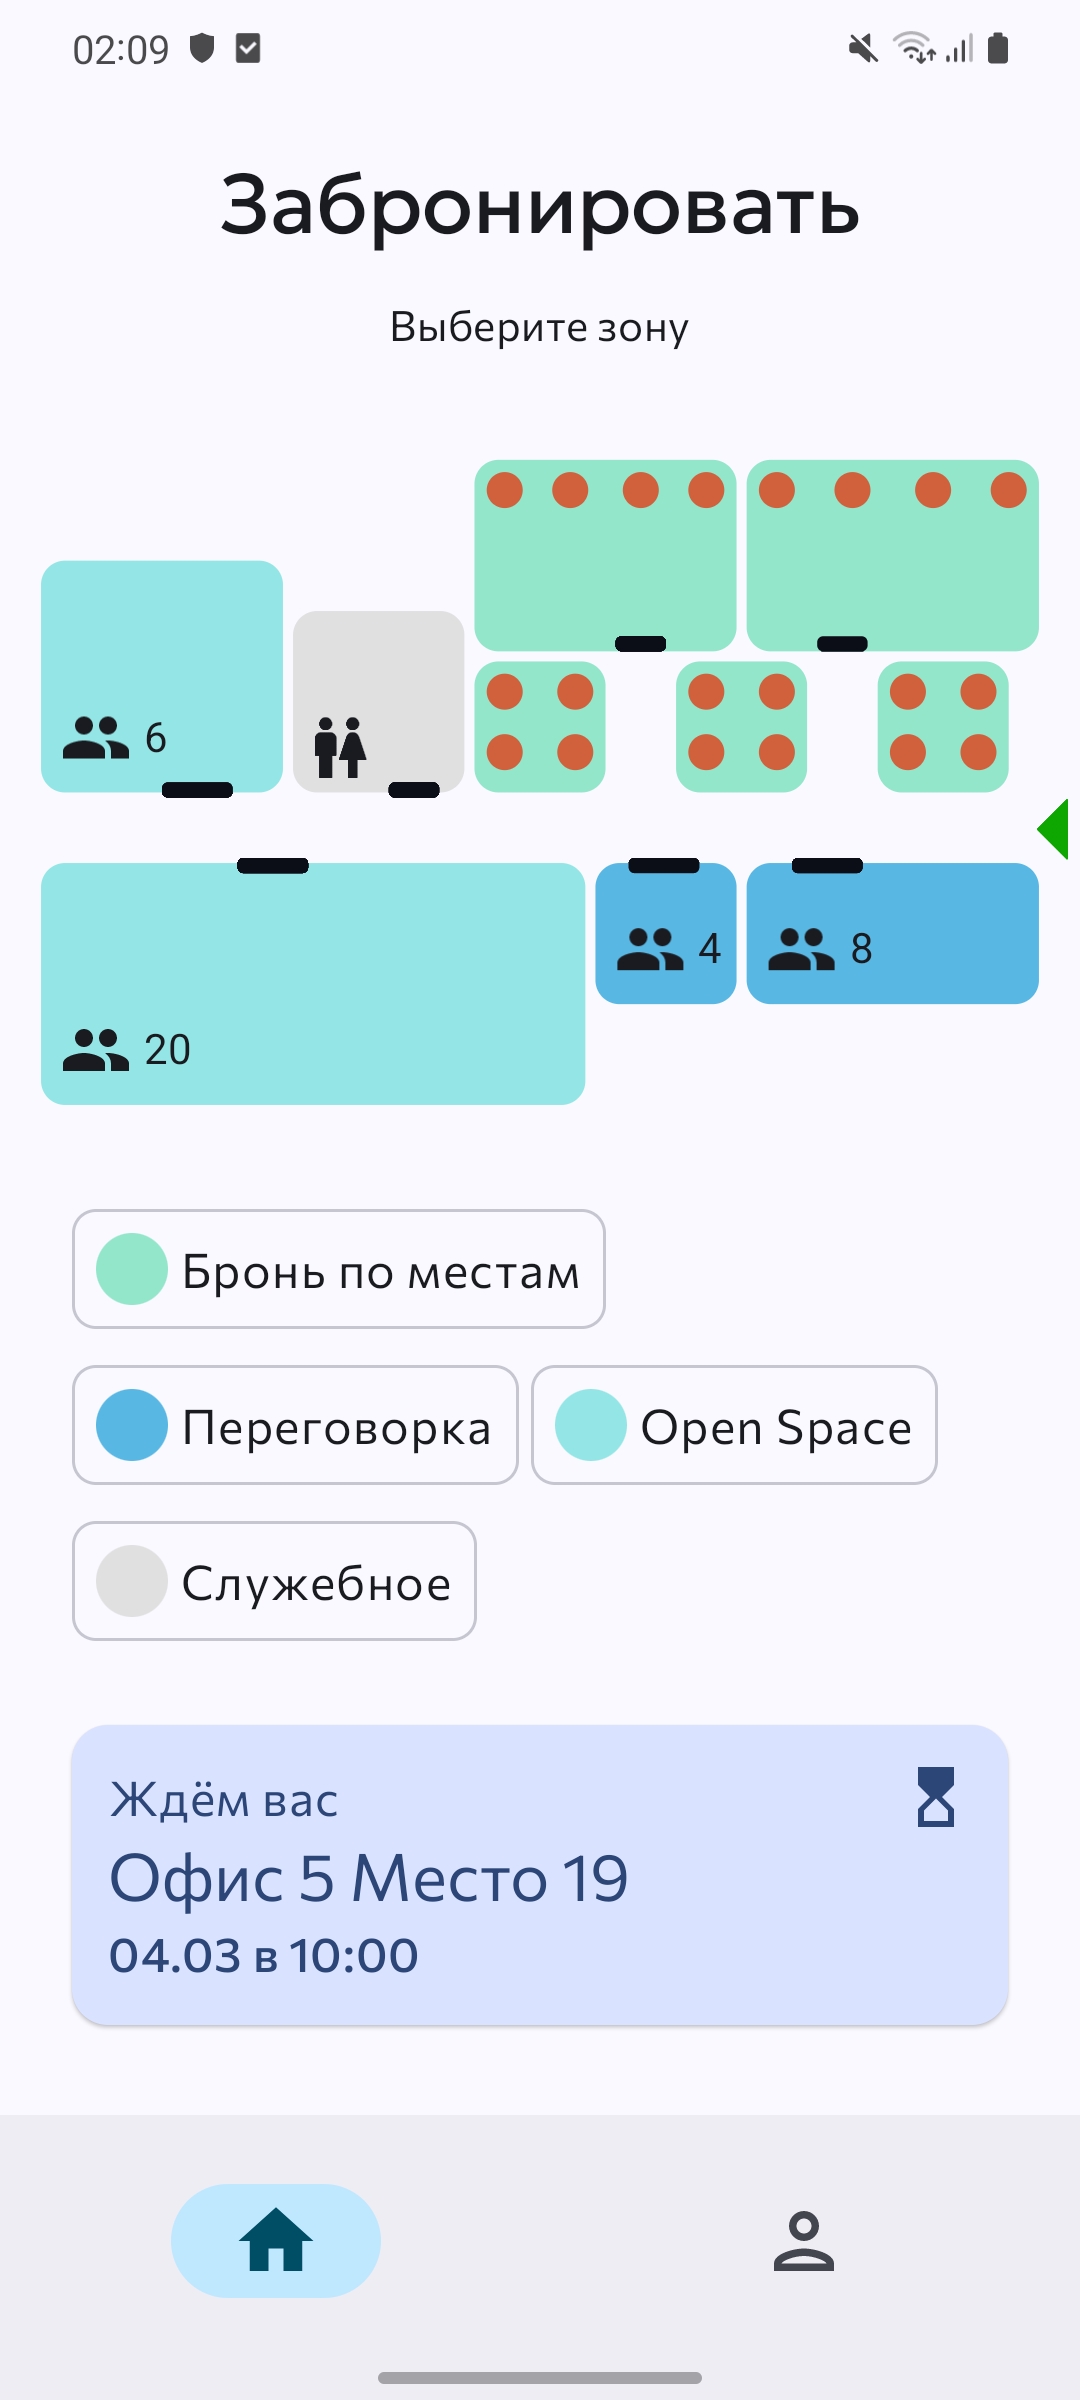 02:09
Забронировать
Выберите зону
6
4
8
20
Бронь по местам
Переговорка
Open Space
Служебное
Ждём вас
Офис 5 Место 19
04.03 в 10:00